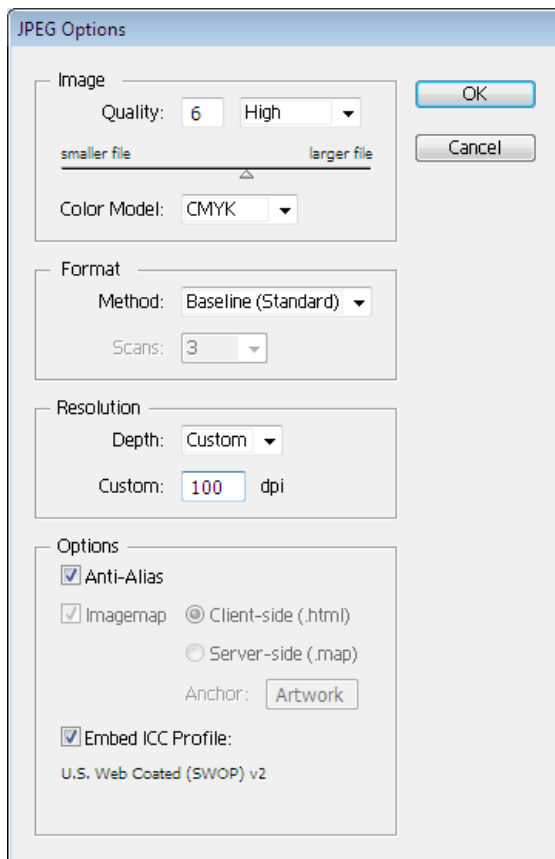 JPEG Options
Image
OK
Quality: 6 High
Cancel
smaller file larger file
Color Model: CMYK
Format
Method: Baseline (Standard)
Scans: 3
Resolution
Depth: Custom
Custom: 100 dpi
Options
Anti-Alias
Imagemap Client-side (.html)
Server-side (.map)
Anchor: Artwork
Embed ICC Profile:
U.S. Web Coated (SWOP) v2